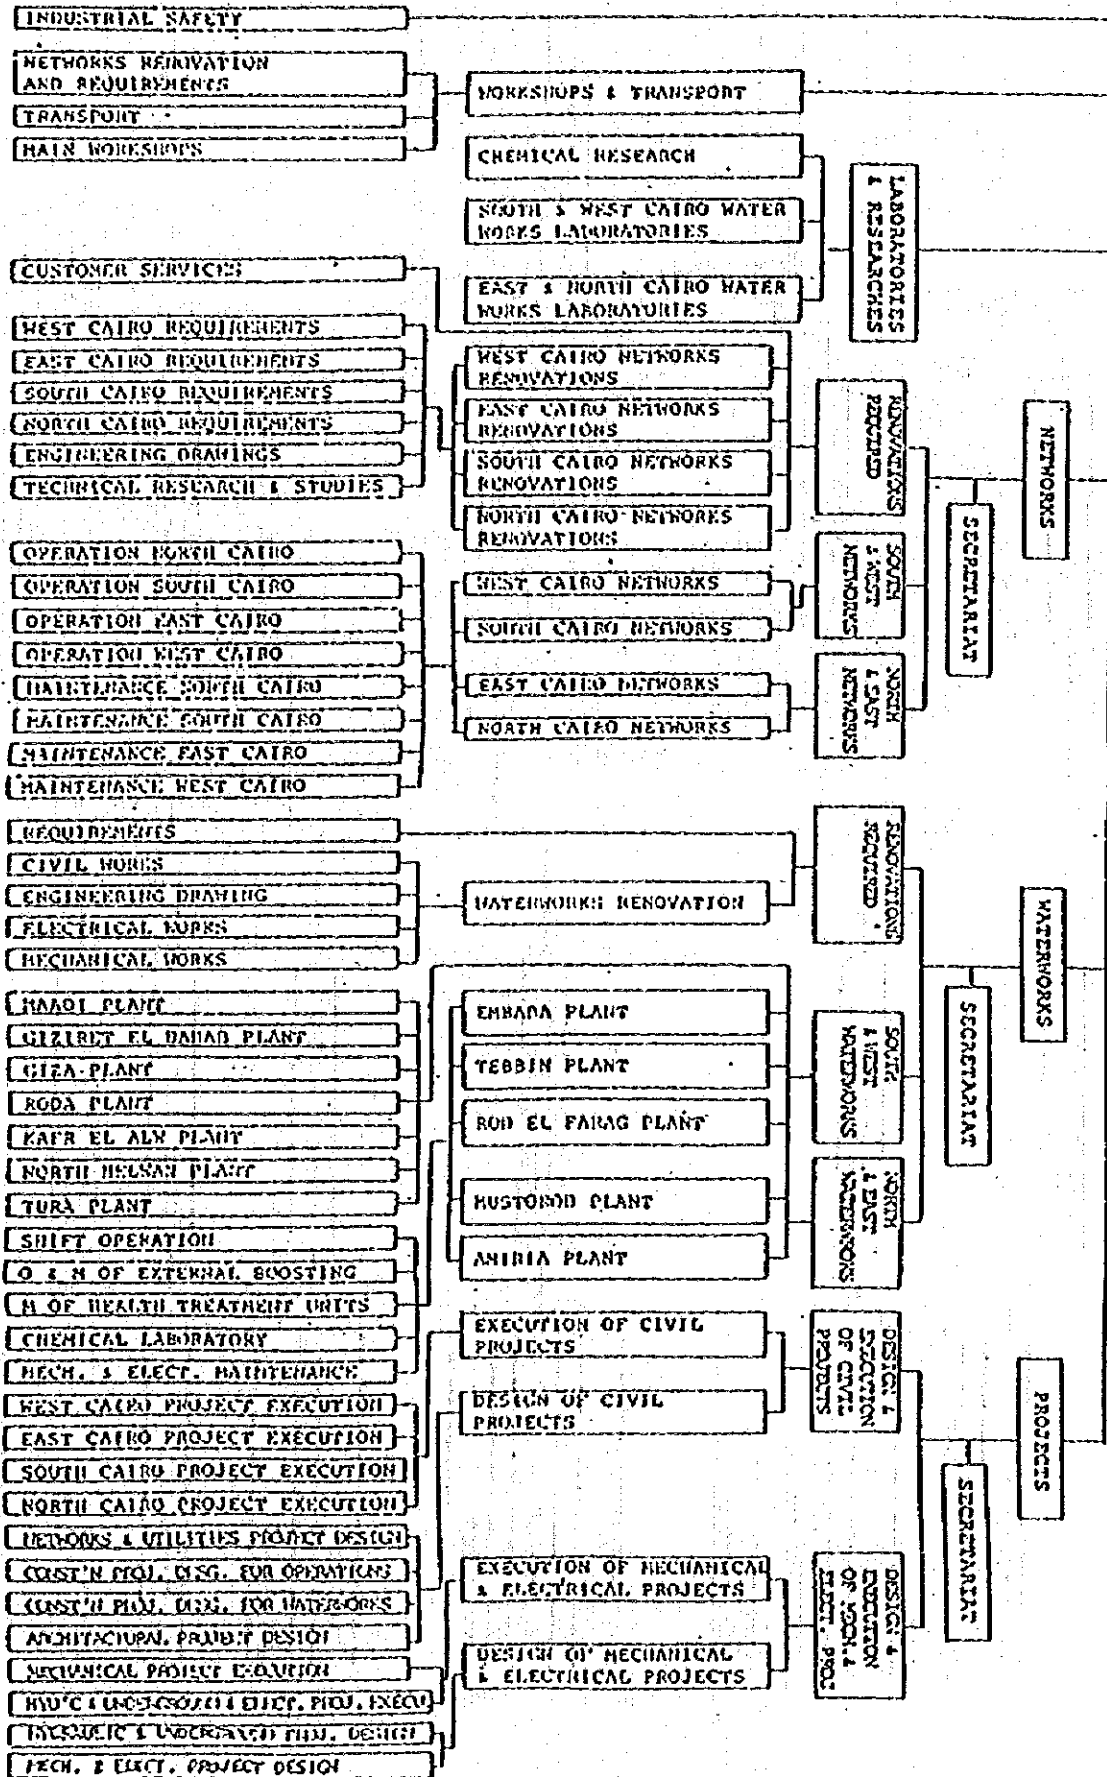 INDUSTRIAL SAFETY
NETWORKS RENOVATION
AND REQUIREMENTS
TRANSPORT
MAIN WORKSHOPS
CUSTOMER SERVICES
WEST CAIRO REQUIREMENTS
EAST CAIRO REQUIREMENTS
SOUTH CAIRO REQUIREMENTS
NORTH CAIRO REQUIREMENTS
ENGINEERING DRAWINGS
TECHNICAL RESEARCH & STUDIES
OPERATION NORTH CAIRO
OPERATION SOUTH CAIRO
OPERATION EAST CAIRO
OPERATION WEST CAIRO
MAINTENANCE NORTH CAIRO
MAINTENANCE SOUTH CAIRO
MAINTENANCE EAST CAIRO
MAINTENANCE WEST CAIRO
REQUIREMENTS
CIVIL WORKS
ENGINEERING DRAWING
ELECTRICAL WORKS
MECHANICAL WORKS
MAADI PLANT
GIZIRET EL DAHAB PLANT
GIZA PLANT
RODA PLANT
KAFR EL ALW PLANT
NORTH HELWAN PLANT
TURA PLANT
SHIFT OPERATION
O & M OF EXTERNAL BOOSTING
M OF HEALTH TREATMENT UNITS
CHEMICAL LABORATORY
MECH. & ELECT. MAINTENANCE
WEST CAIRO PROJECT EXECUTION
EAST CAIRO PROJECT EXECUTION
SOUTH CAIRO PROJECT EXECUTION
NORTH CAIRO PROJECT EXECUTION
NETWORKS & UTILITIES PROJECT DESIGN
CONST'N PROJ. DESG. FOR OPERATIONS
CONST'N PROJ. DESG. FOR WATERWORKS
ARCHITACTURAL PROJECT DESIGN
MECHANICAL PROJECT EXECUTION
HYD'C & UNDERGROUND & ELECT. PROJ. EXECU
HYDRAULIC & UNDERGROUND PROJ. DESIGN
MECH. & ELECT. PROJECT DESIGN
WORKSHOPS & TRANSPORT
CHEMICAL RESEARCH
SOUTH & WEST CAIRO WATER
WORKS LABORATORIES
EAST & NORTH CAIRO WATER
WORKS LABORATORIES
WEST CAIRO NETWORKS
RENOVATIONS
EAST CAIRO NETWORKS
RENOVATIONS
SOUTH CAIRO NETWORKS
RENOVATIONS
NORTH CAIRO NETWORKS
RENOVATIONS
WEST CAIRO NETWORKS
SOUTH CAIRO NETWORKS
EAST CAIRO NETWORKS
NORTH CAIRO NETWORKS
WATERWORKS RENOVATION
EMBABA PLANT
TEBBIN PLANT
ROD EL FARAG PLANT
MUSTOROD PLANT
AMIRIA PLANT
EXECUTION OF CIVIL
PROJECTS
DESIGN OF CIVIL
PROJECTS
EXECUTION OF MECHANICAL
& ELECTRICAL PROJECTS
DESIGN OF MECHANICAL
& ELECTRICAL PROJECTS
LABORATORIES
& RESEARCHES
RENOVATIONS
REQUIRED
SOUTH
& WEST
NETWORKS
NORTH
& EAST
NETWORKS
RENOVATIONS
REQUIRED
SOUTH
& WEST
WATERWORKS
NORTH
& EAST
WATERWORKS
DESIGN &
EXECUTION
OF CIVIL
PROJECTS
DESIGN &
EXECUTION
OF MECH. &
ELECT. PROJ
SECRETARIAT
SECRETARIAT
SECRETARIAT
NETWORKS
WATERWORKS
PROJECTS